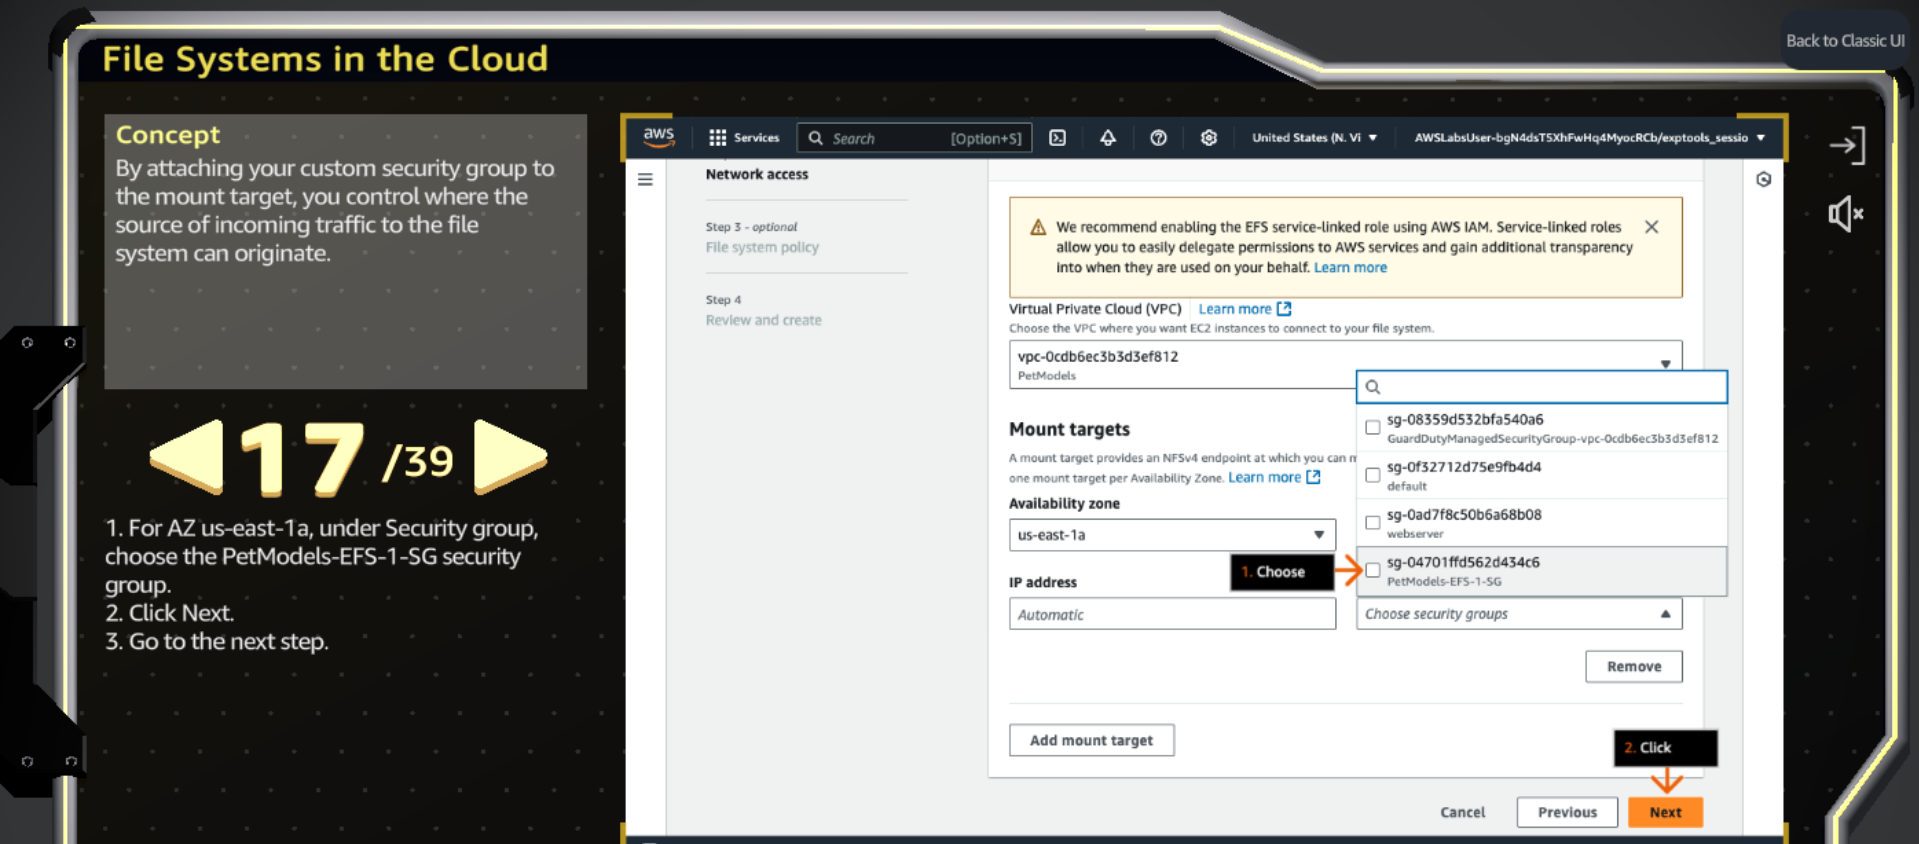 Back to Classic UI
File Systems in the Cloud
Concept
By attaching your custom security group to
the mount target, you control where the
source of incoming traffic to the file
system can originate.
17 /39
1. For AZ us-east-1a, under Security group,
choose the PetModels-EFS-1-SG security
group.
2. Click Next.
3. Go to the next step.
aws
Services
Search
[Option+S]
United States (N. Vi
AWSLabsUser-bgN4dsT5XhFwHq4MyocRCb/exptools_sessio
Network access
Step 3 - optional
File system policy
Step 4
Review and create
We recommend enabling the EFS service-linked role using AWS IAM. Service-linked roles
allow you to easily delegate permissions to AWS services and gain additional transparency
into when they are used on your behalf. Learn more
Virtual Private Cloud (VPC)
Learn more
Choose the VPC where you want EC2 instances to connect to your file system.
vpc-0cdb6ec3b3d3ef812
PetModels
Mount targets
A mount target provides an NFSv4 endpoint at which you can
one mount target per Availability Zone. Learn more
Availability zone
us-east-1a
IP address
Automatic
sg-08359d532bfa540a6
GuardDutyManagedSecurityGroup-vpc-0cdb6ec3b3d3ef812
sg-0f32712d75e9fb4d4
default
sg-0ad7f8c50b6a68b08
webserver
1. Choose
sg-04701ffd562d434c6
PetModels-EFS-1-SG
Choose security groups
Remove
Add mount target
2. Click
Cancel
Previous
Next